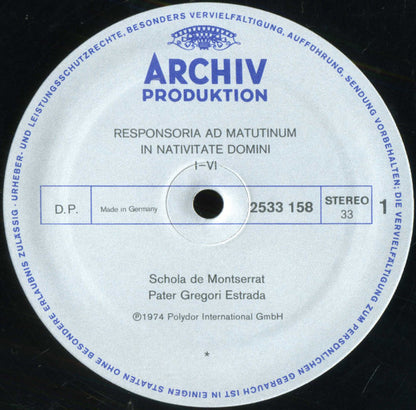 URHEBER- UND LEISTUNGSSCHUTZRECHTE, BESONDERS VERVIELFÄLTIGUNG, AUFFÜHRUNG, SENDUNG VORBEHALTEN; DIE VERVIELFÄLTIGUNG ZUM PERSÖNLICHEN GEBRAUCH IST IN EINIGEN STAATEN OHNE BESONDERE ERLAUBNIS ZULÄSSIG ·
ARCHIV
PRODUKTION
RESPONSORIA AD MATUTINUM
IN NATIVITATE DOMINI
I–VI
D.P. Made in Germany 2533 158 STEREO 33 1
Schola de Montserrat
Pater Gregori Estrada
℗1974 Polydor International GmbH
*